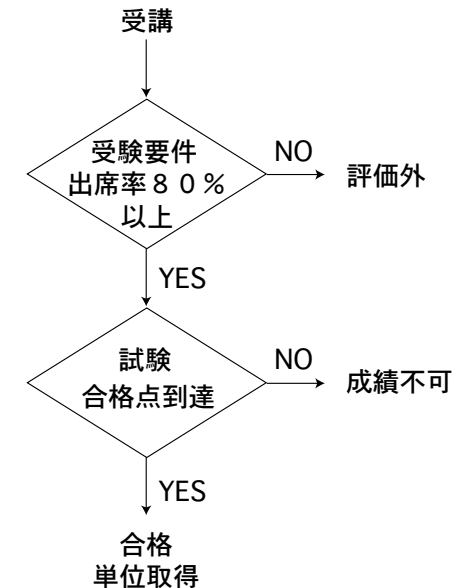 受講
受験要件
出席率８０％
以上
NO
評価外
YES
試験
合格点到達
NO
成績不可
YES
合格
単位取得